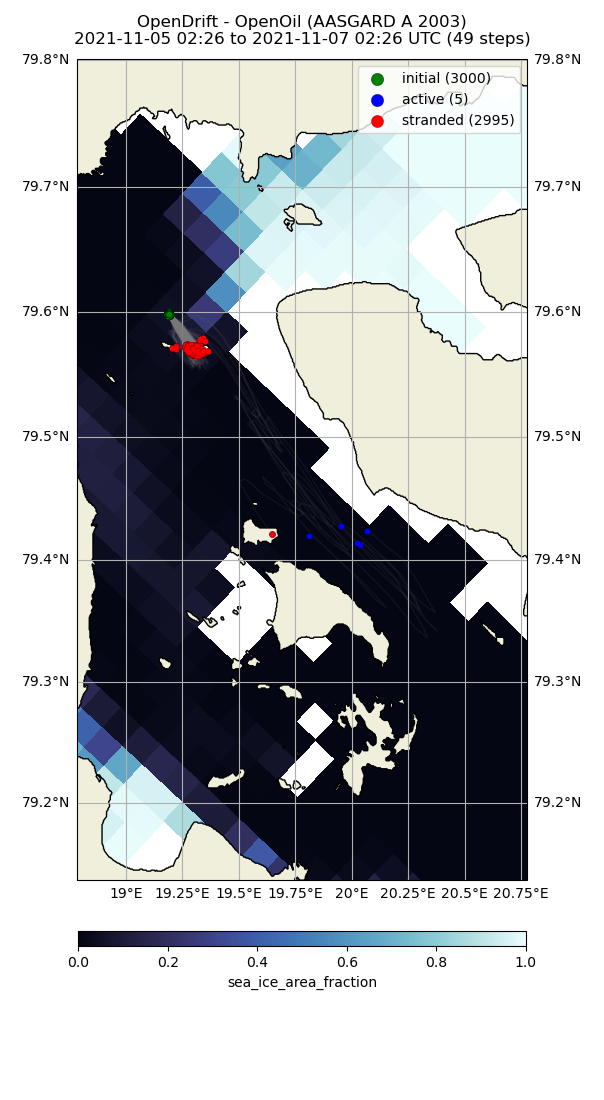 OpenDrift - OpenOil (AASGARD A 2003)
2021-11-05 02:26 to 2021-11-07 02:26 UTC (49 steps)
79.8°N 79.8°N
initial (3000)
active (5)
stranded (2995)
79.7°N 79.7°N
79.6°N 79.6°N
79.5°N 79.5°N
79.4°N 79.4°N
79.3°N 79.3°N
79.2°N 79.2°N
19°E 19.25°E 19.5°E 19.75°E 20°E 20.25°E 20.5°E 20.75°E
0.0 0.2 0.4 0.6 0.8 1.0
sea_ice_area_fraction